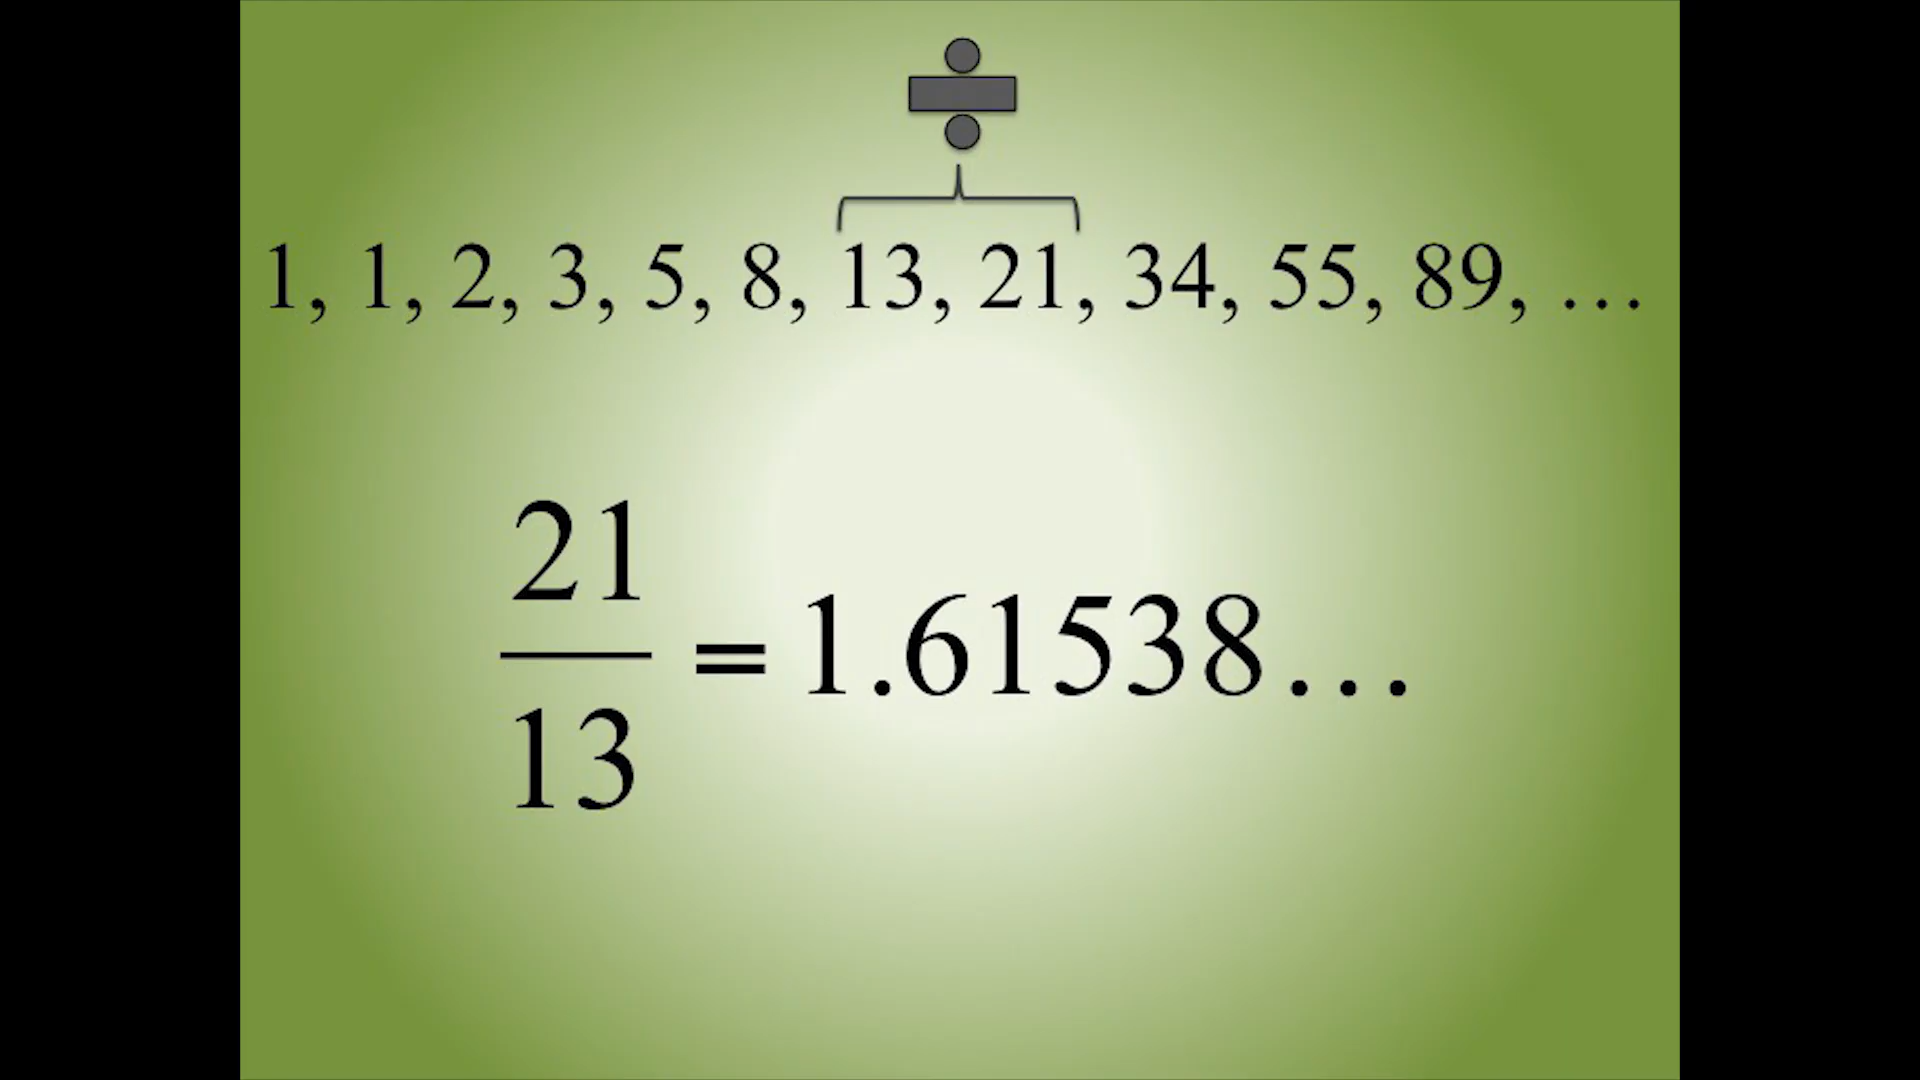 ÷
1, 1, 2, 3, 5, 8, 13, 21, 34, 55, 89, …
21
= 1.61538…
13